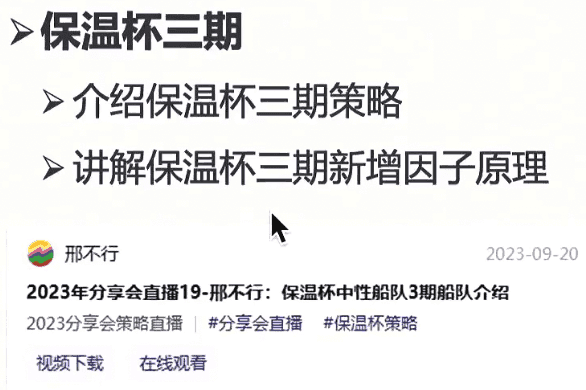 ➢保温杯三期
➢介绍保温杯三期策略
➢讲解保温杯三期新增因子原理
邢不行 2023-09-20
2023年分享会直播19-邢不行：保温杯中性船队3期船队介绍
2023分享会策略直播 | #分享会直播 #保温杯策略
视频下载 在线观看